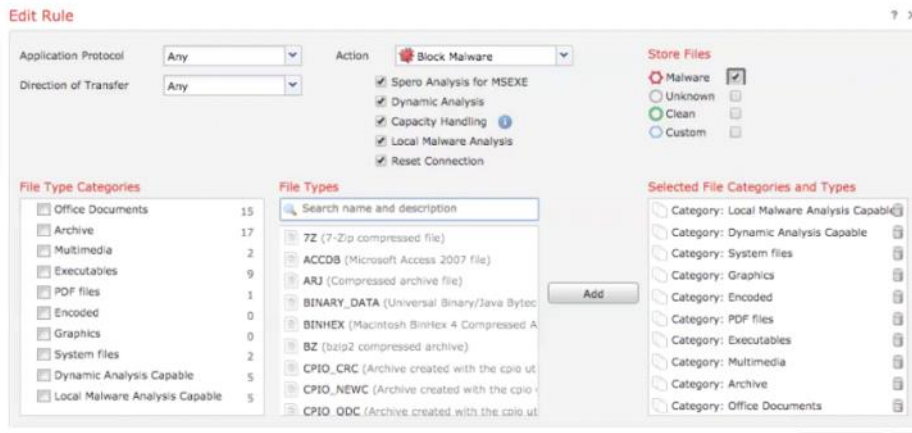 Edit Rule
?
Application Protocol
Any
Action
Block Malware
Store Files
Direction of Transfer
Any
Spero Analysis for MSEXE
Dynamic Analysis
Capacity Handling
Local Malware Analysis
Reset Connection
Malware
Unknown
Clean
Custom
File Type Categories
Office Documents 15
Archive 17
Multimedia 2
Executables 9
PDF files 1
Encoded 0
Graphics 0
System files 2
Dynamic Analysis Capable 5
Local Malware Analysis Capable 5
File Types
Search name and description
7Z (7-Zip compressed file)
ACCDB (Microsoft Access 2007 file)
ARJ (Compressed archive file)
BINARY_DATA (Universal Binary/Java Bytec
BINHEX (Macintosh BinHex 4 Compressed A
BZ (bzip2 compressed archive)
CPIO_CRC (Archive created with the cpio ut
CPIO_NEWC (Archive created with the cpio
CPIO_ODC (Archive created with the cpio ut
Add
Selected File Categories and Types
Category: Local Malware Analysis Capable
Category: Dynamic Analysis Capable
Category: System files
Category: Graphics
Category: Encoded
Category: PDF files
Category: Executables
Category: Multimedia
Category: Archive
Category: Office Documents